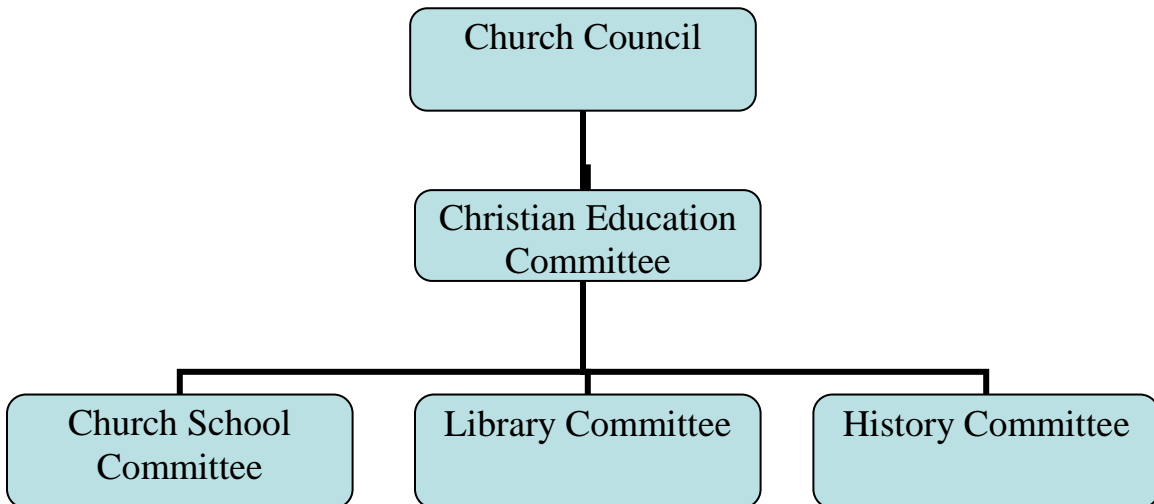 Church Council
Christian Education
Committee
Church School
Committee
Library Committee
History Committee